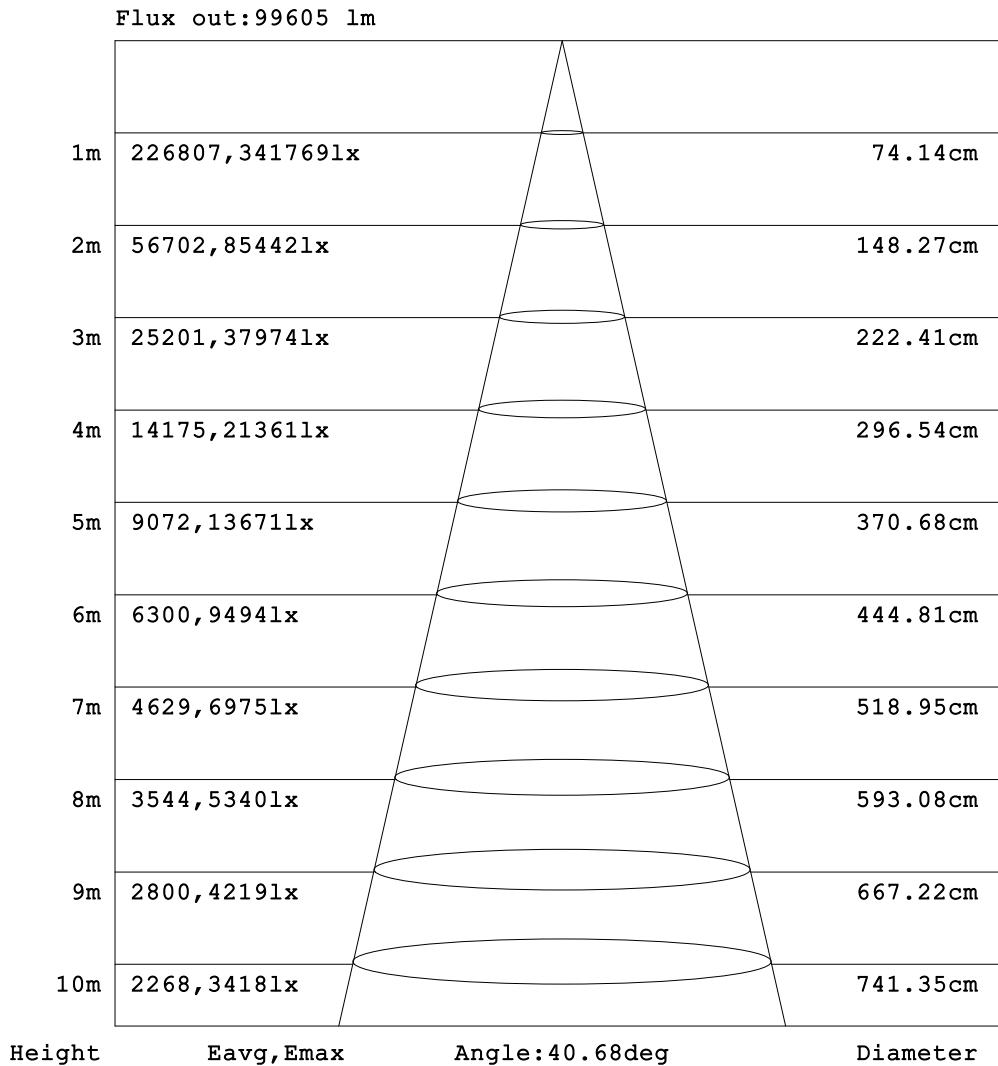 Flux out:99605 lm
1m 226807,341769lx 74.14cm
2m 56702,85442lx 148.27cm
3m 25201,37974lx 222.41cm
4m 14175,21361lx 296.54cm
5m 9072,13671lx 370.68cm
6m 6300,9494lx 444.81cm
7m 4629,6975lx 518.95cm
8m 3544,5340lx 593.08cm
9m 2800,4219lx 667.22cm
10m 2268,3418lx 741.35cm
Height Eavg,Emax Angle:40.68deg Diameter